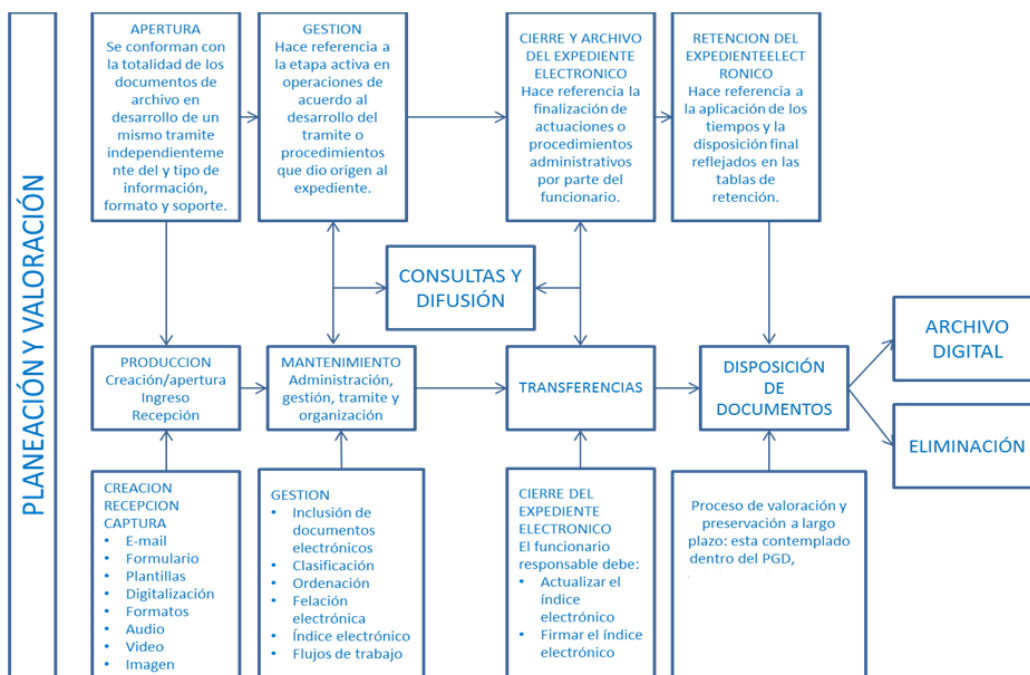 PLANEACIÓN Y VALORACIÓN
APERTURA
Se conforman con
la totalidad de los
documentos de
archivo en
desarrollo de un
mismo tramite
independienteme
nte del y tipo de
información,
formato y soporte.
GESTION
Hace referencia a
la etapa activa en
operaciones de
acuerdo al
desarrollo del
tramite o
procedimientos
que dio origen al
expediente.
CIERRE Y ARCHIVO
DEL EXPEDIENTE
ELECTRONICO
Hace referencia la
finalización de
actuaciones o
procedimientos
administrativos
por parte del
funcionario.
RETENCION DEL
EXPEDIENTEELECT
RONICO
Hace referencia a
la aplicación de los
tiempos y la
disposición final
reflejados en las
tablas de
retención.
CONSULTAS Y
DIFUSIÓN
PRODUCCION
Creación/apertura
Ingreso
Recepción
MANTENIMIENTO
Administración,
gestión, tramite y
organización
TRANSFERENCIAS
DISPOSICIÓN
DE
DOCUMENTOS
ARCHIVO
DIGITAL
ELIMINACIÓN
CREACION
RECEPCION
CAPTURA
• E-mail
• Formulario
• Plantillas
• Digitalización
• Formatos
• Audio
• Video
• Imagen
GESTION
• Inclusión de
documentos
electrónicos
• Clasificación
• Ordenación
• Felación
electrónica
• Índice electrónico
• Flujos de trabajo
CIERRE DEL
EXPEDIENTE
ELECTRONICO
El funcionario
responsable debe:
• Actualizar el
índice
electrónico
• Firmar el índice
electrónico
Proceso de valoración y
preservación a largo
plazo: esta contemplado
dentro del PGD,